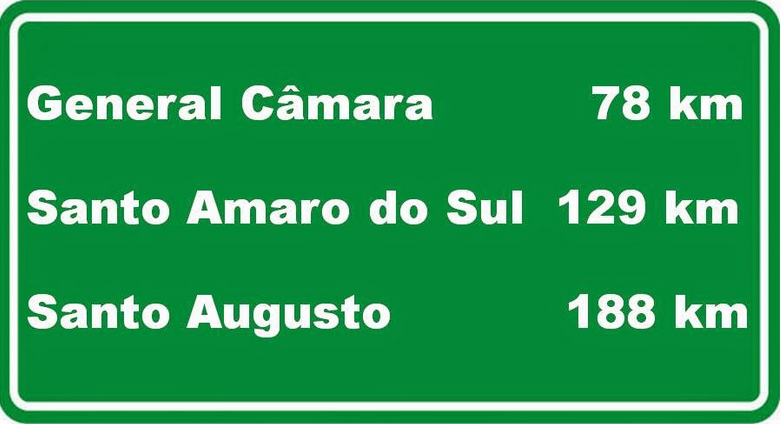 General Câmara 78 km
Santo Amaro do Sul 129 km
Santo Augusto 188 km